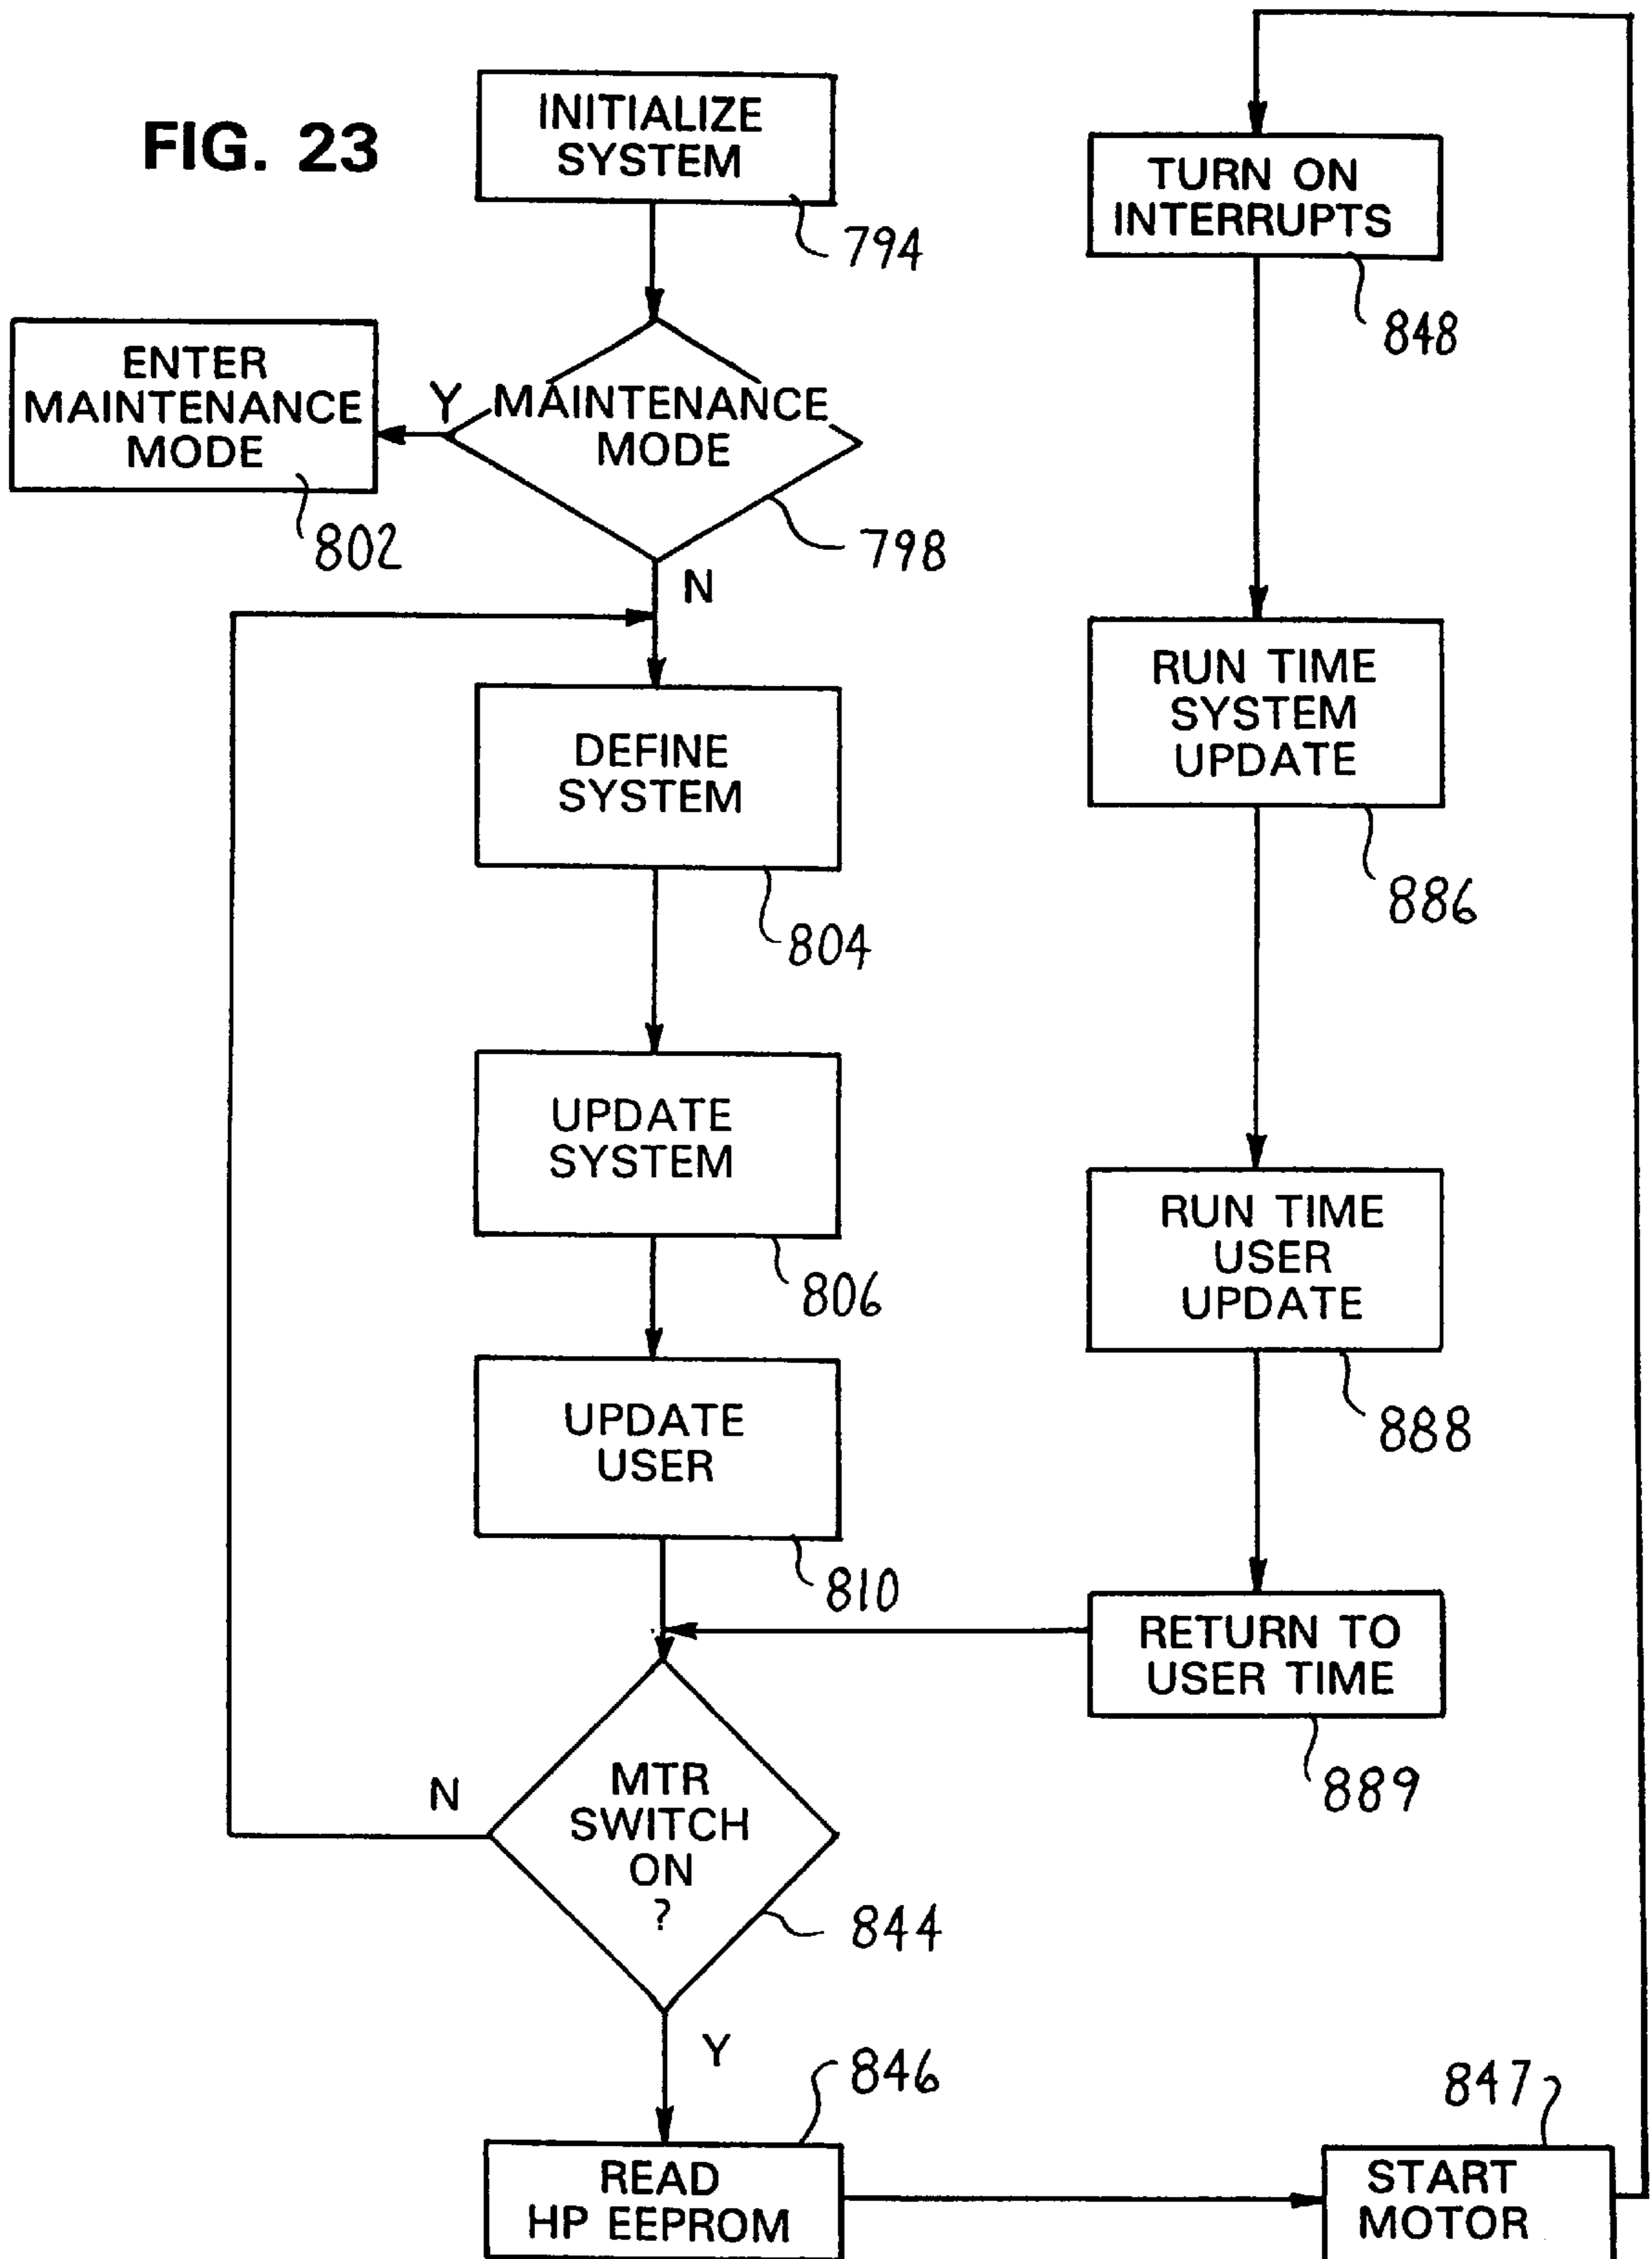 FIG. 23
INITIALIZE
SYSTEM
794
MAINTENANCE
MODE
798
Y
ENTER
MAINTENANCE
MODE
802
N
DEFINE
SYSTEM
804
UPDATE
SYSTEM
806
UPDATE
USER
810
MTR
SWITCH
ON
?
844
N
Y
READ
HP EEPROM
846
START
MOTOR
847
TURN ON
INTERRUPTS
848
RUN TIME
SYSTEM
UPDATE
886
RUN TIME
USER
UPDATE
888
RETURN TO
USER TIME
889